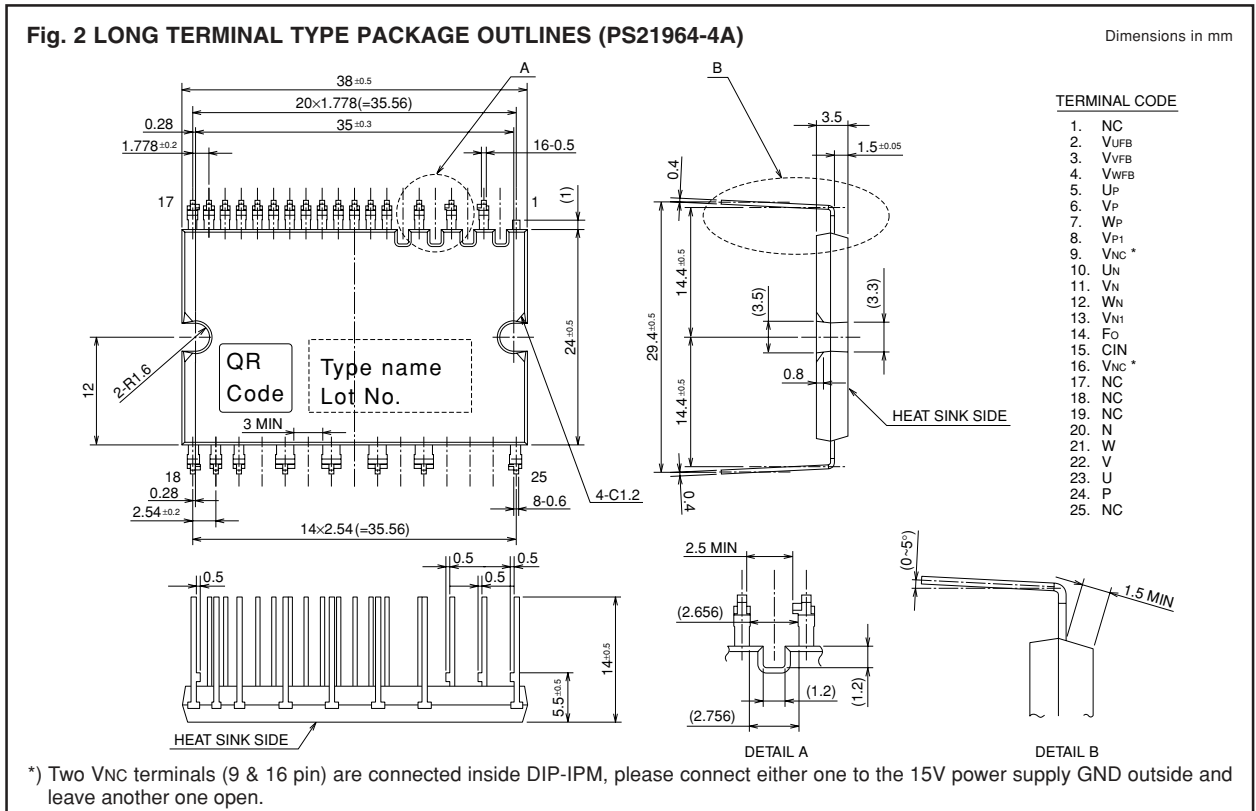 Fig. 2 LONG TERMINAL TYPE PACKAGE OUTLINES (PS21964-4A)
Dimensions in mm
A
38±0.5
20×1.778(=35.56)
35±0.3
0.28
1.778±0.2
16-0.5
17
1
(1)
QR
Code
Type name
Lot No.
3 MIN
2-R1.6
12
24±0.5
18
25
0.28
2.54±0.2
8-0.6
4-C1.2
14×2.54(=35.56)
B
3.5
1.5±0.05
0.4
14.4±0.5
29.4±0.5
14.4±0.5
(3.5)
(3.3)
0.8
HEAT SINK SIDE
0.4
TERMINAL CODE
1. NC
2. VUFB
3. VVFB
4. VWFB
5. UP
6. VP
7. WP
8. VP1
9. VNC *
10. UN
11. VN
12. WN
13. VN1
14. FO
15. CIN
16. VNC *
17. NC
18. NC
19. NC
20. N
21. W
22. V
23. U
24. P
25. NC
0.5
0.5
0.5
0.5
14±0.5
5.5±0.5
HEAT SINK SIDE
2.5 MIN
(2.656)
(1.2)
(1.2)
(2.756)
DETAIL A
(0~5°)
1.5 MIN
DETAIL B
*) Two VNC terminals (9 & 16 pin) are connected inside DIP-IPM, please connect either one to the 15V power supply GND outside and
leave another one open.